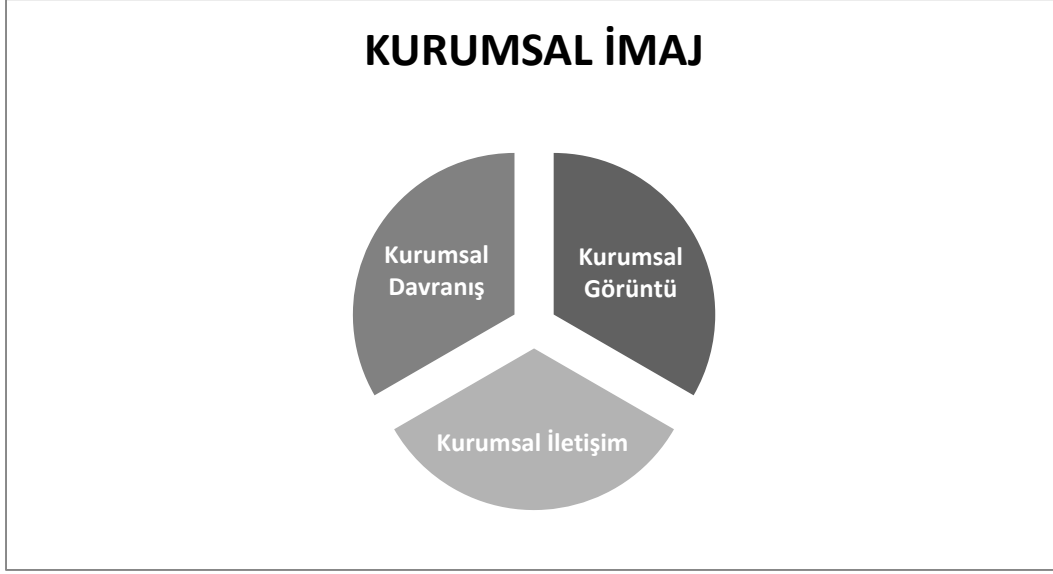 KURUMSAL İMAJ
Kurumsal
Davranış
Kurumsal
Görüntü
Kurumsal İletişim